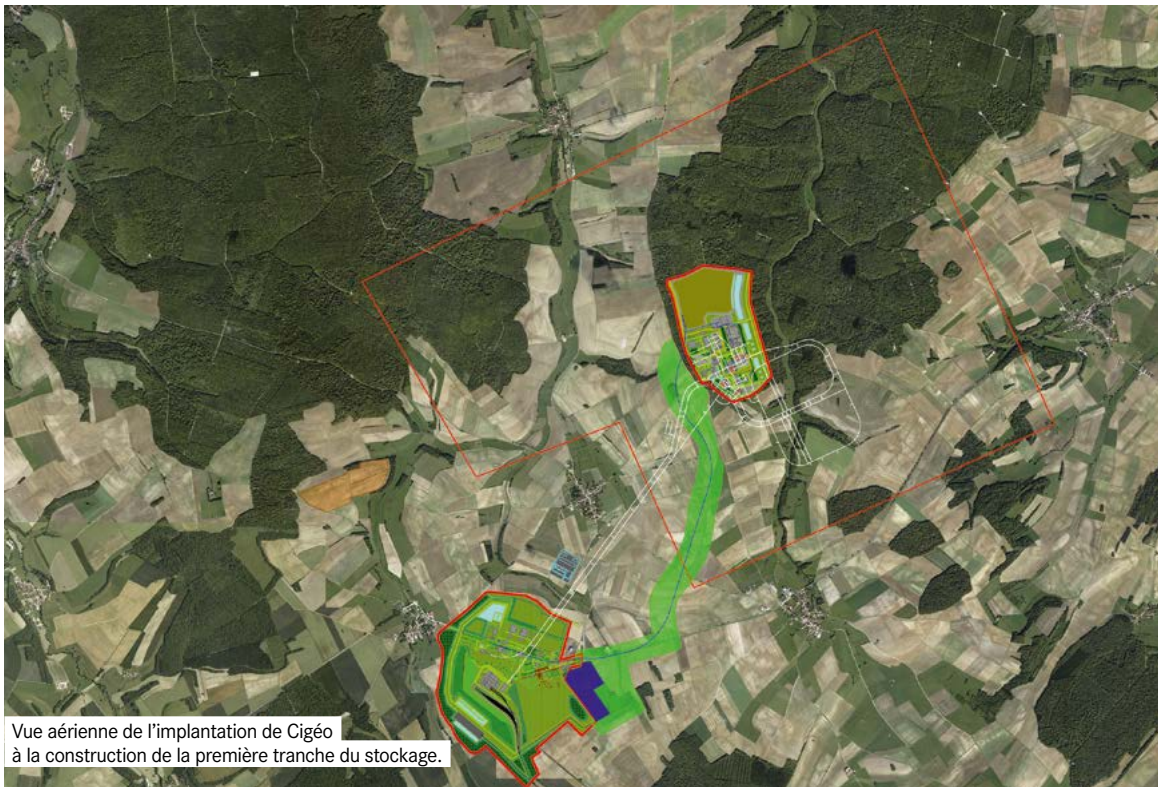 Vue aérienne de l'implantation de Cigéo
à la construction de la première tranche du stockage.